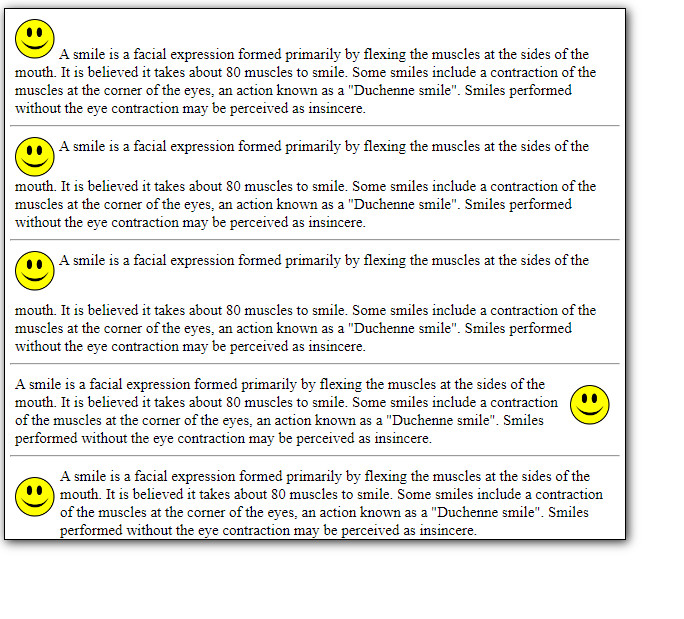 A smile is a facial expression formed primarily by flexing the muscles at the sides of the
mouth. It is believed it takes about 80 muscles to smile. Some smiles include a contraction of the
muscles at the corner of the eyes, an action known as a "Duchenne smile". Smiles performed
without the eye contraction may be perceived as insincere.
A smile is a facial expression formed primarily by flexing the muscles at the sides of the
mouth. It is believed it takes about 80 muscles to smile. Some smiles include a contraction of the
muscles at the corner of the eyes, an action known as a "Duchenne smile". Smiles performed
without the eye contraction may be perceived as insincere.
A smile is a facial expression formed primarily by flexing the muscles at the sides of the
mouth. It is believed it takes about 80 muscles to smile. Some smiles include a contraction of the
muscles at the corner of the eyes, an action known as a "Duchenne smile". Smiles performed
without the eye contraction may be perceived as insincere.
A smile is a facial expression formed primarily by flexing the muscles at the sides of the
mouth. It is believed it takes about 80 muscles to smile. Some smiles include a contraction
of the muscles at the corner of the eyes, an action known as a "Duchenne smile". Smiles
performed without the eye contraction may be perceived as insincere.
A smile is a facial expression formed primarily by flexing the muscles at the sides of the
mouth. It is believed it takes about 80 muscles to smile. Some smiles include a contraction
of the muscles at the corner of the eyes, an action known as a "Duchenne smile". Smiles
performed without the eye contraction may be perceived as insincere.